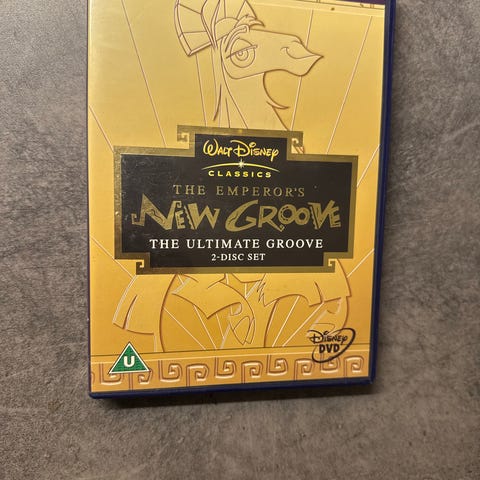 WALT DISNEY
CLASSICS
THE EMPEROR'S
NEW GROOVE
THE ULTIMATE GROOVE
2-DISC SET
DISNEY
DVD
U